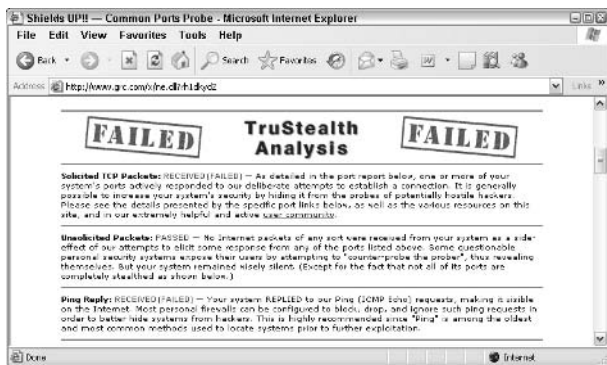 Shields UP!! — Common Ports Probe - Microsoft Internet Explorer
File Edit View Favorites Tools Help
Back Search Favorites
Address http://www.grc.com/x/ne.dll?rh1dkyd2 Links »
FAILED TruStealth Analysis FAILED
Solicited TCP Packets: RECEIVED (FAILED) — As detailed in the port report below, one or more of your
system's ports actively responded to our deliberate attempts to establish a connection. It is generally
possible to increase your system's security by hiding it from the probes of potentially hostile hackers.
Please see the details presented by the specific port links below, as well as the various resources on this
site, and in our extremely helpful and active user community.
Unsolicited Packets: PASSED — No Internet packets of any sort were received from your system as a side-
effect of our attempts to elicit some response from any of the ports listed above. Some questionable
personal security systems expose their users by attempting to "counter-probe the prober", thus revealing
themselves. But your system remained wisely silent. (Except for the fact that not all of its ports are
completely stealthed as shown below.)
Ping Reply: RECEIVED (FAILED) — Your system REPLIED to our Ping (ICMP Echo) requests, making it visible
on the Internet. Most personal firewalls can be configured to block, drop, and ignore such ping requests in
order to better hide systems from hackers. This is highly recommended since "Ping" is among the oldest
and most common methods used to locate systems prior to further exploitation.
Done Internet